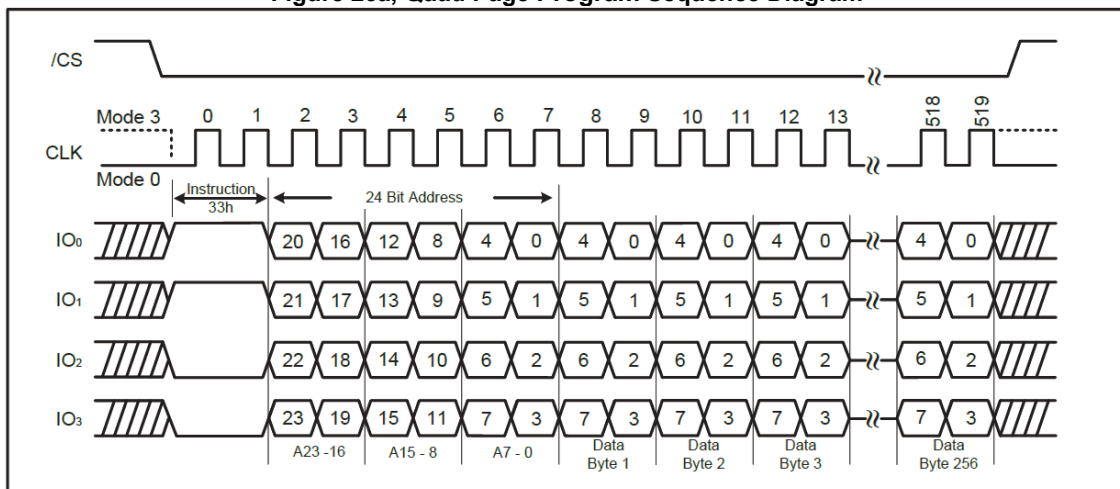 Figure 26a, Quad Page Program Sequence Diagram
/CS
Mode 3 0 1 2 3 4 5 6 7 8 9 10 11 12 13 518 519
CLK
Mode 0
Instruction 24 Bit Address
33h
IO₀ 20 16 12 8 4 0 4 0 4 0 4 0 4 0
IO₁ 21 17 13 9 5 1 5 1 5 1 5 1 5 1
IO₂ 22 18 14 10 6 2 6 2 6 2 6 2 6 2
IO₃ 23 19 15 11 7 3 7 3 7 3 7 3 7 3
A23 -16 A15 - 8 A7 - 0 Data Data Data Data
Byte 1 Byte 2 Byte 3 Byte 256